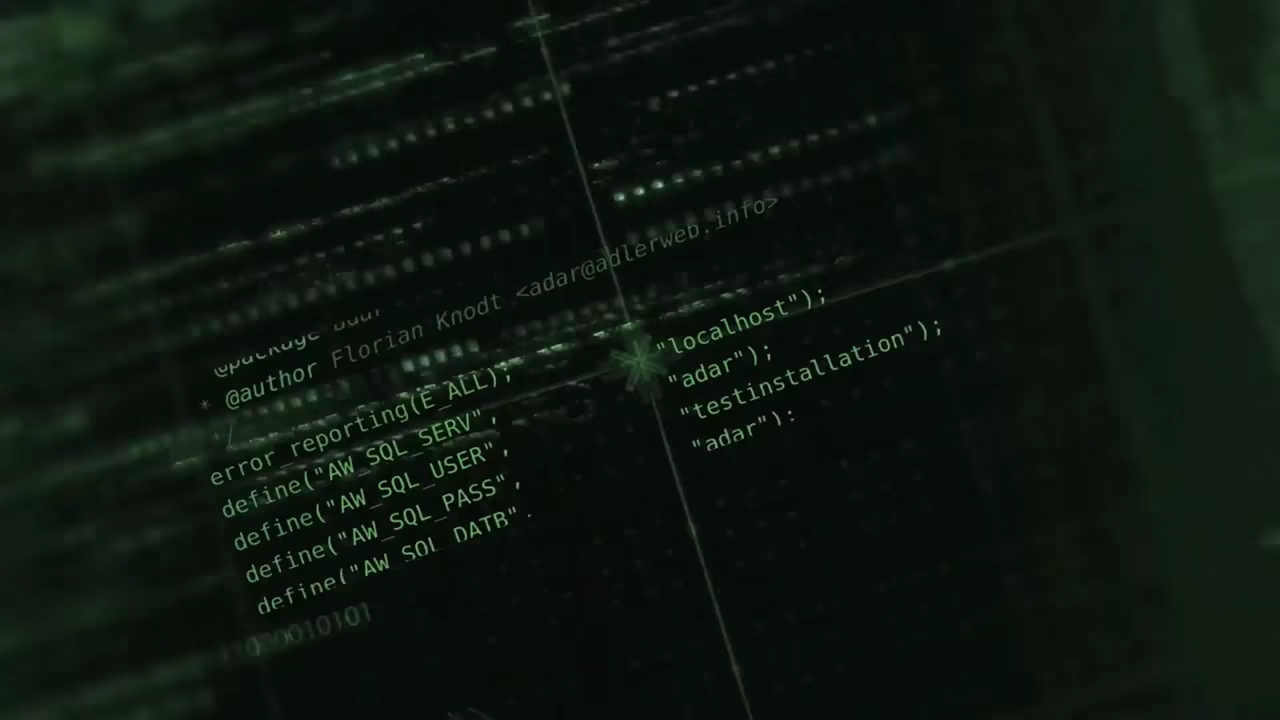 * @author Florian Knodt <adar@adlerweb.info>
*/
error_reporting(E_ALL);
define("AW_SQL_SERV", "localhost");
define("AW_SQL_USER", "adar");
define("AW_SQL_PASS", "testinstallation");
define("AW_SQL_DATB", "adar");
010101